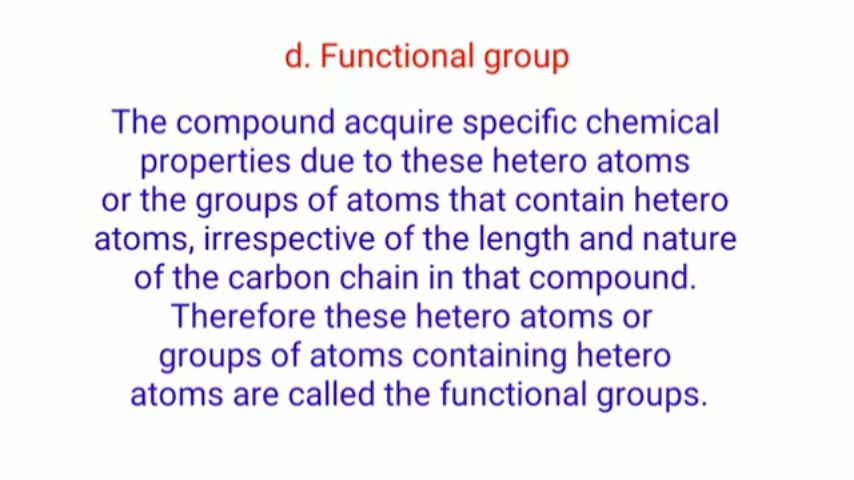 d. Functional group
The compound acquire specific chemical
properties due to these hetero atoms
or the groups of atoms that contain hetero
atoms, irrespective of the length and nature
of the carbon chain in that compound.
Therefore these hetero atoms or
groups of atoms containing hetero
atoms are called the functional groups.